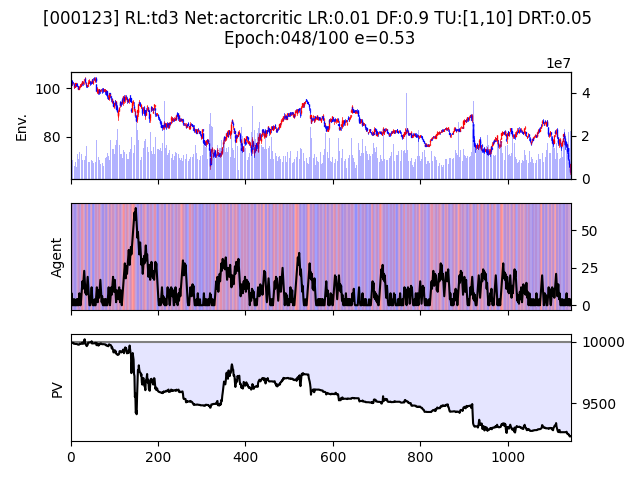 [000123] RL:td3 Net:actorcritic LR:0.01 DF:0.9 TU:[1,10] DRT:0.05
Epoch:048/100 e=0.53
1e7
100
80
Env.
4
2
0
Agent
50
25
0
PV
10000
9500
0
200
400
600
800
1000